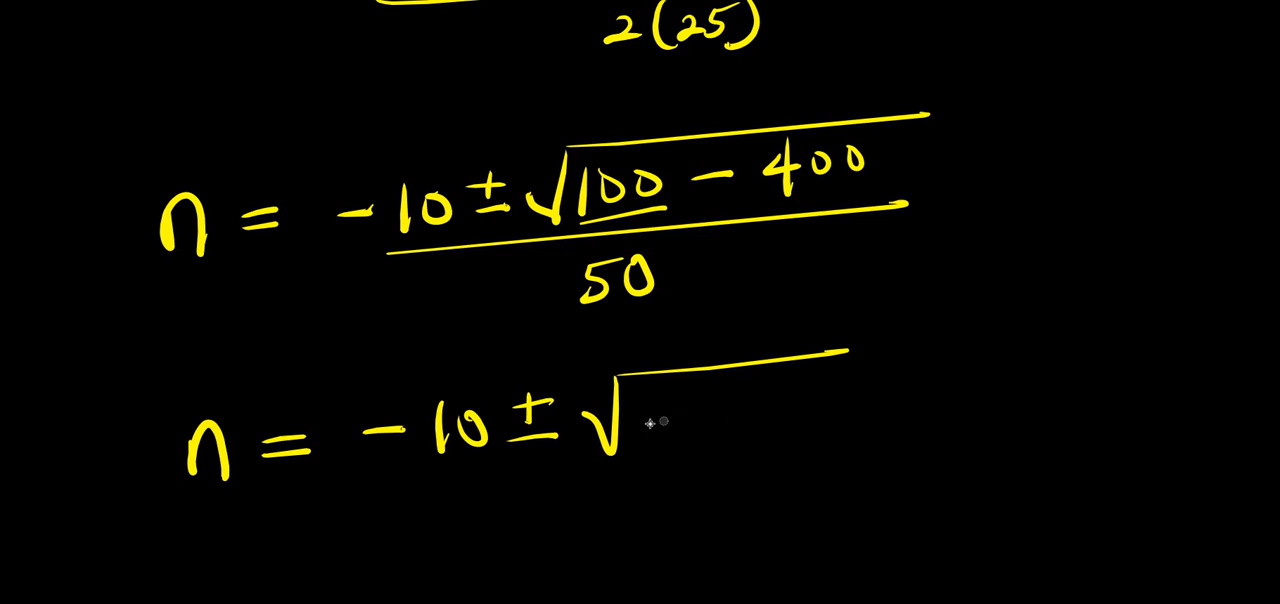 2(25)
n = -10 ± √100 - 400
50
n = -10 ± √